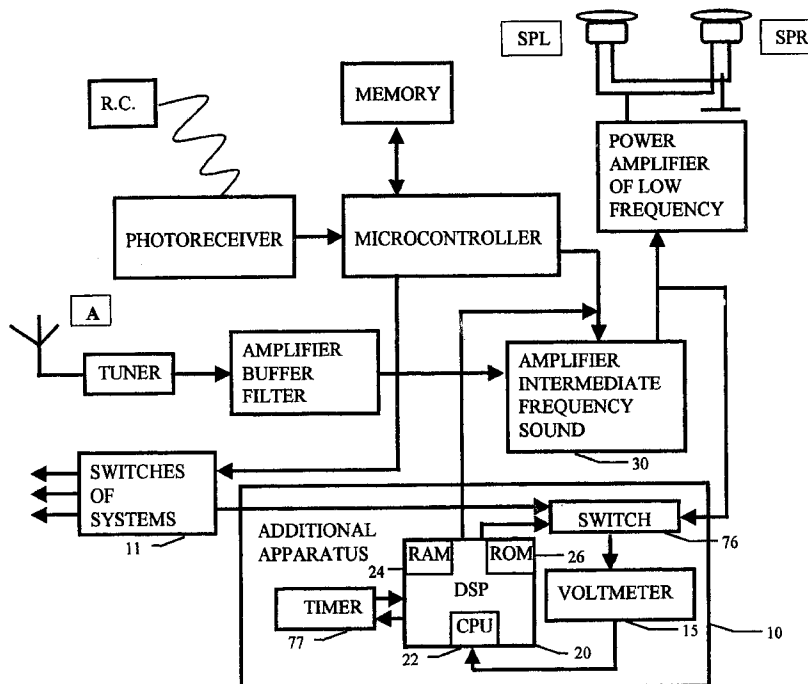 SPL
SPR
R.C.
MEMORY
POWER
AMPLIFIER
OF LOW
FREQUENCY
PHOTORECEIVER
MICROCONTROLLER
A
TUNER
AMPLIFIER
BUFFER
FILTER
AMPLIFIER
INTERMEDIATE
FREQUENCY
SOUND
30
SWITCHES
OF
SYSTEMS
11
ADDITIONAL
APPARATUS
SWITCH
76
RAM
ROM
26
24
DSP
TIMER
77
CPU
22
20
VOLTMETER
15
10